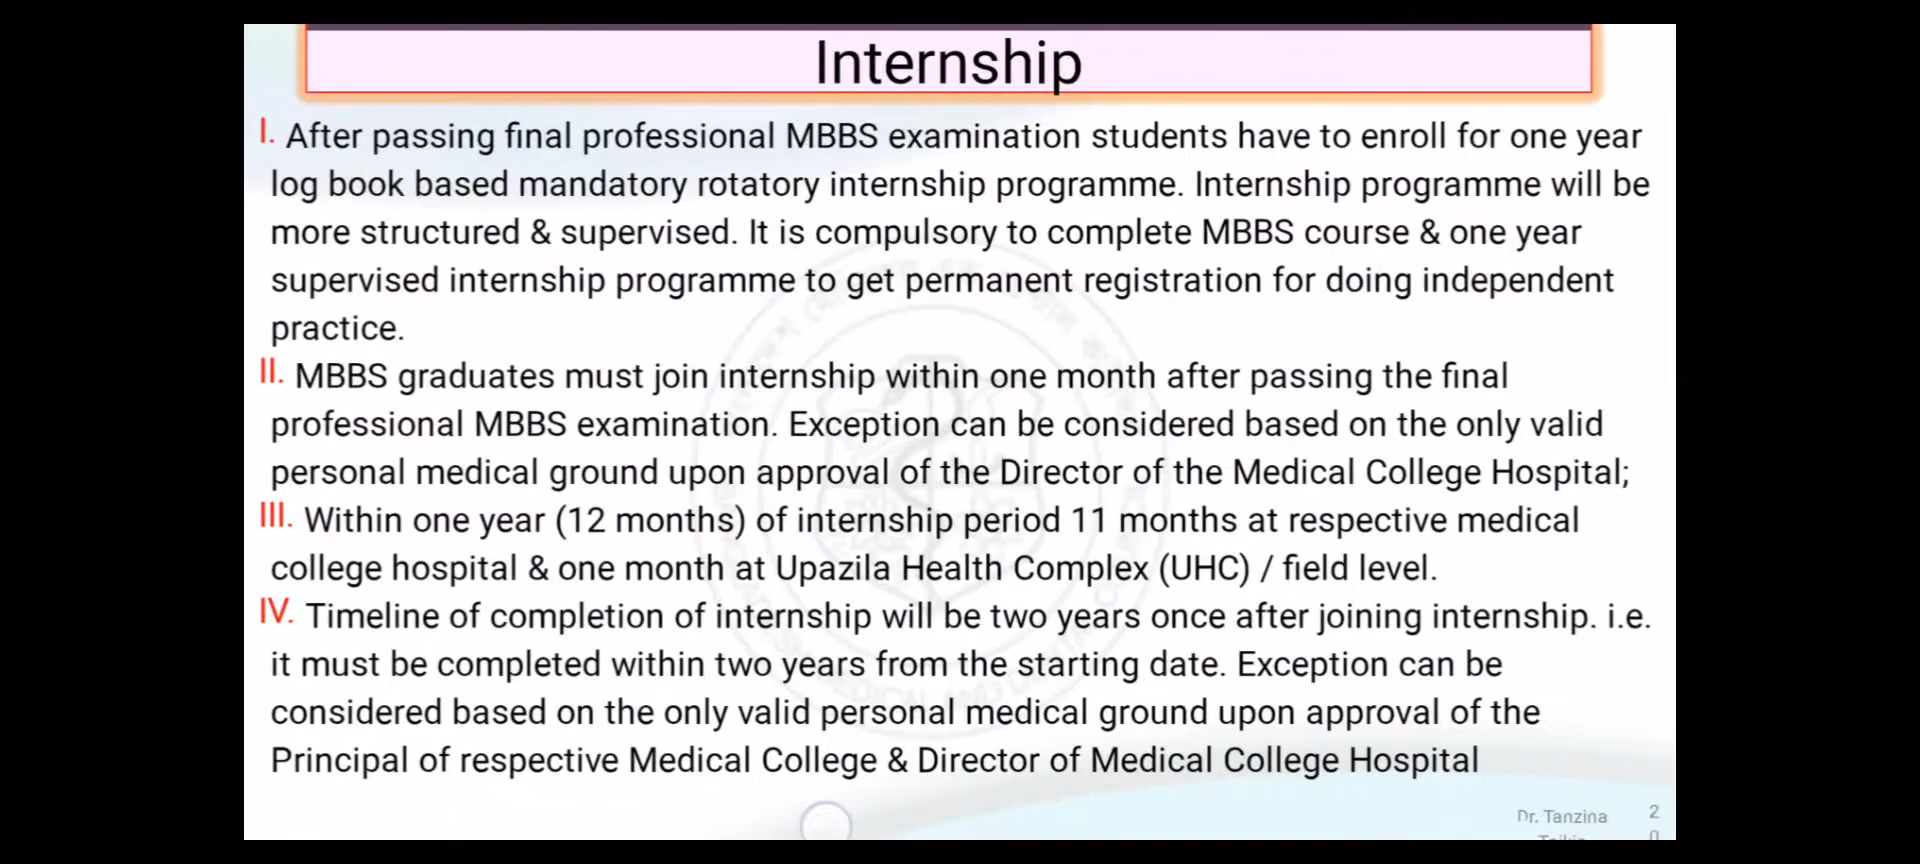 Internship
I. After passing final professional MBBS examination students have to enroll for one year
log book based mandatory rotatory internship programme. Internship programme will be
more structured & supervised. It is compulsory to complete MBBS course & one year
supervised internship programme to get permanent registration for doing independent
practice.
II. MBBS graduates must join internship within one month after passing the final
professional MBBS examination. Exception can be considered based on the only valid
personal medical ground upon approval of the Director of the Medical College Hospital;
III. Within one year (12 months) of internship period 11 months at respective medical
college hospital & one month at Upazila Health Complex (UHC) / field level.
IV. Timeline of completion of internship will be two years once after joining internship. i.e.
it must be completed within two years from the starting date. Exception can be
considered based on the only valid personal medical ground upon approval of the
Principal of respective Medical College & Director of Medical College Hospital
Dr. Tanzina
2
0